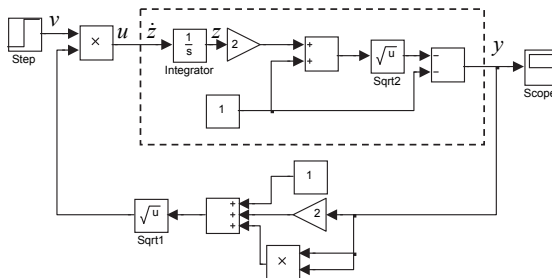 v
u
ż
z
y
Step
×
1
s
Integrator
2
+
+
√u
Sqrt2
−
−
Scope
1
1
√u
Sqrt1
+
+
+
2
×